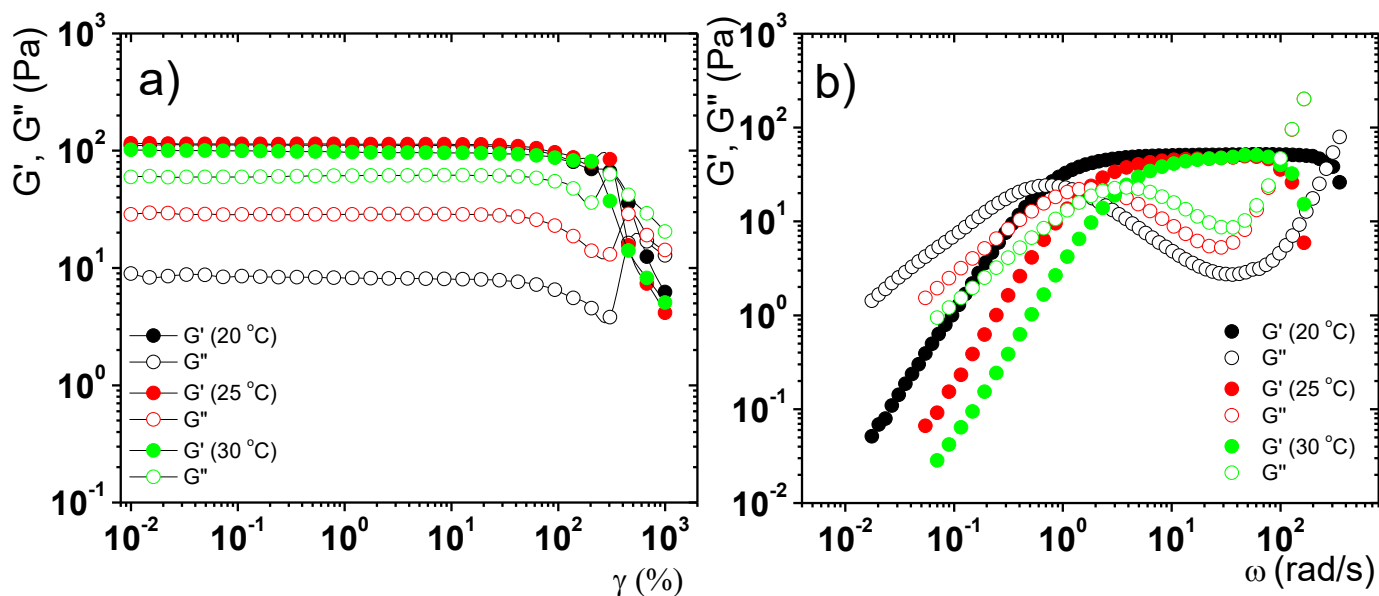 a)
G', G'' (Pa)
10³
10²
10¹
10⁰
10⁻¹
G' (20 °C)
G''
G' (25 °C)
G''
G' (30 °C)
G''
10⁻² 10⁻¹ 10⁰ 10¹ 10² 10³
γ (%)
b)
G', G'' (Pa)
10³
10²
10¹
10⁰
10⁻¹
10⁻²
G' (20 °C)
G''
G' (25 °C)
G''
G' (30 °C)
G''
10⁻² 10⁻¹ 10⁰ 10¹ 10²
ω (rad/s)